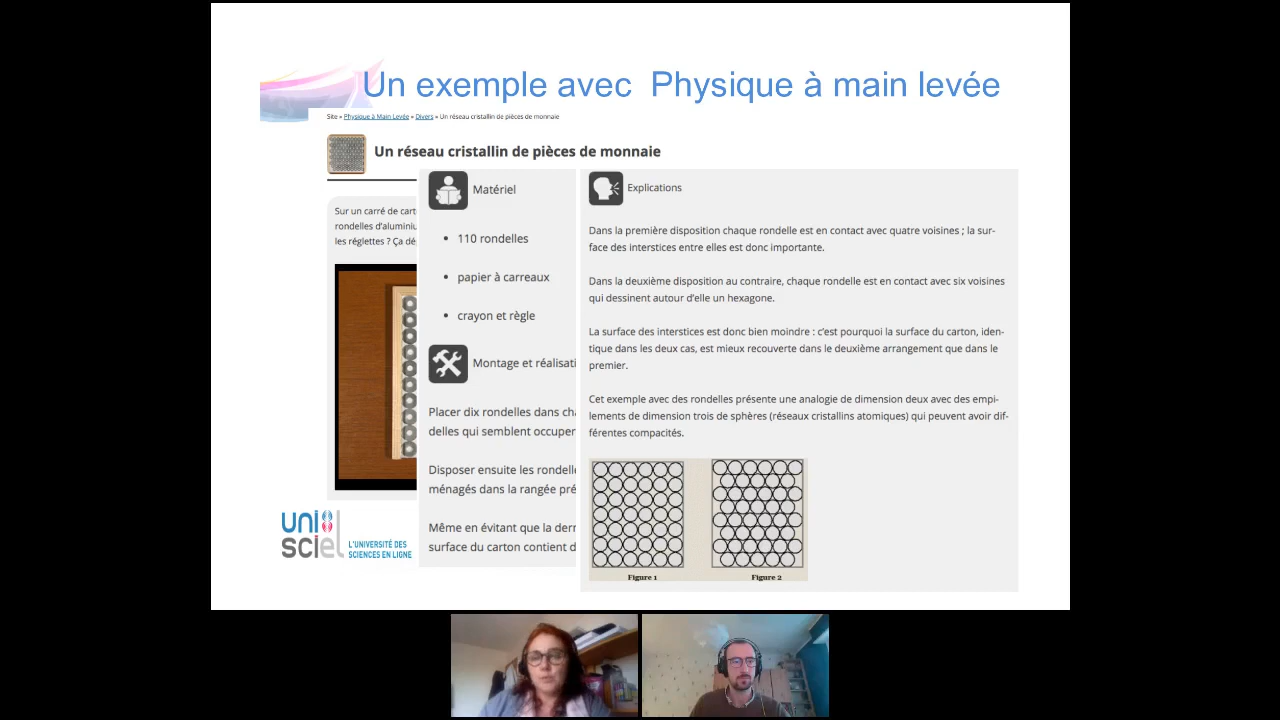 Un exemple avec Physique à main levée
Site » Physique à Main Levée » Divers » Un réseau cristallin de pièces de monnaie
Un réseau cristallin de pièces de monnaie
Sur un carré de cart
rondelles d'aluminiu
les réglettes ? Ça dé
Matériel
• 110 rondelles
• papier à carreaux
• crayon et règle
Montage et réalisati
Placer dix rondelles dans cha
delles qui semblent occuper
Disposer ensuite les rondelle
ménagés dans la rangée pré
Même en évitant que la dern
surface du carton contient d
Explications
Dans la première disposition chaque rondelle est en contact avec quatre voisines ; la sur-
face des interstices entre elles est donc importante.
Dans la deuxième disposition au contraire, chaque rondelle est en contact avec six voisines
qui dessinent autour d'elle un hexagone.
La surface des interstices est donc bien moindre : c'est pourquoi la surface du carton, iden-
tique dans les deux cas, est mieux recouverte dans le deuxième arrangement que dans le
premier.
Cet exemple avec des rondelles présente une analogie de dimension deux avec des empi-
lements de dimension trois de sphères (réseaux cristallins atomiques) qui peuvent avoir dif-
férentes compacités.
Figure 1
Figure 2
uni
sciel
L'UNIVERSITÉ DES
SCIENCES EN LIGNE